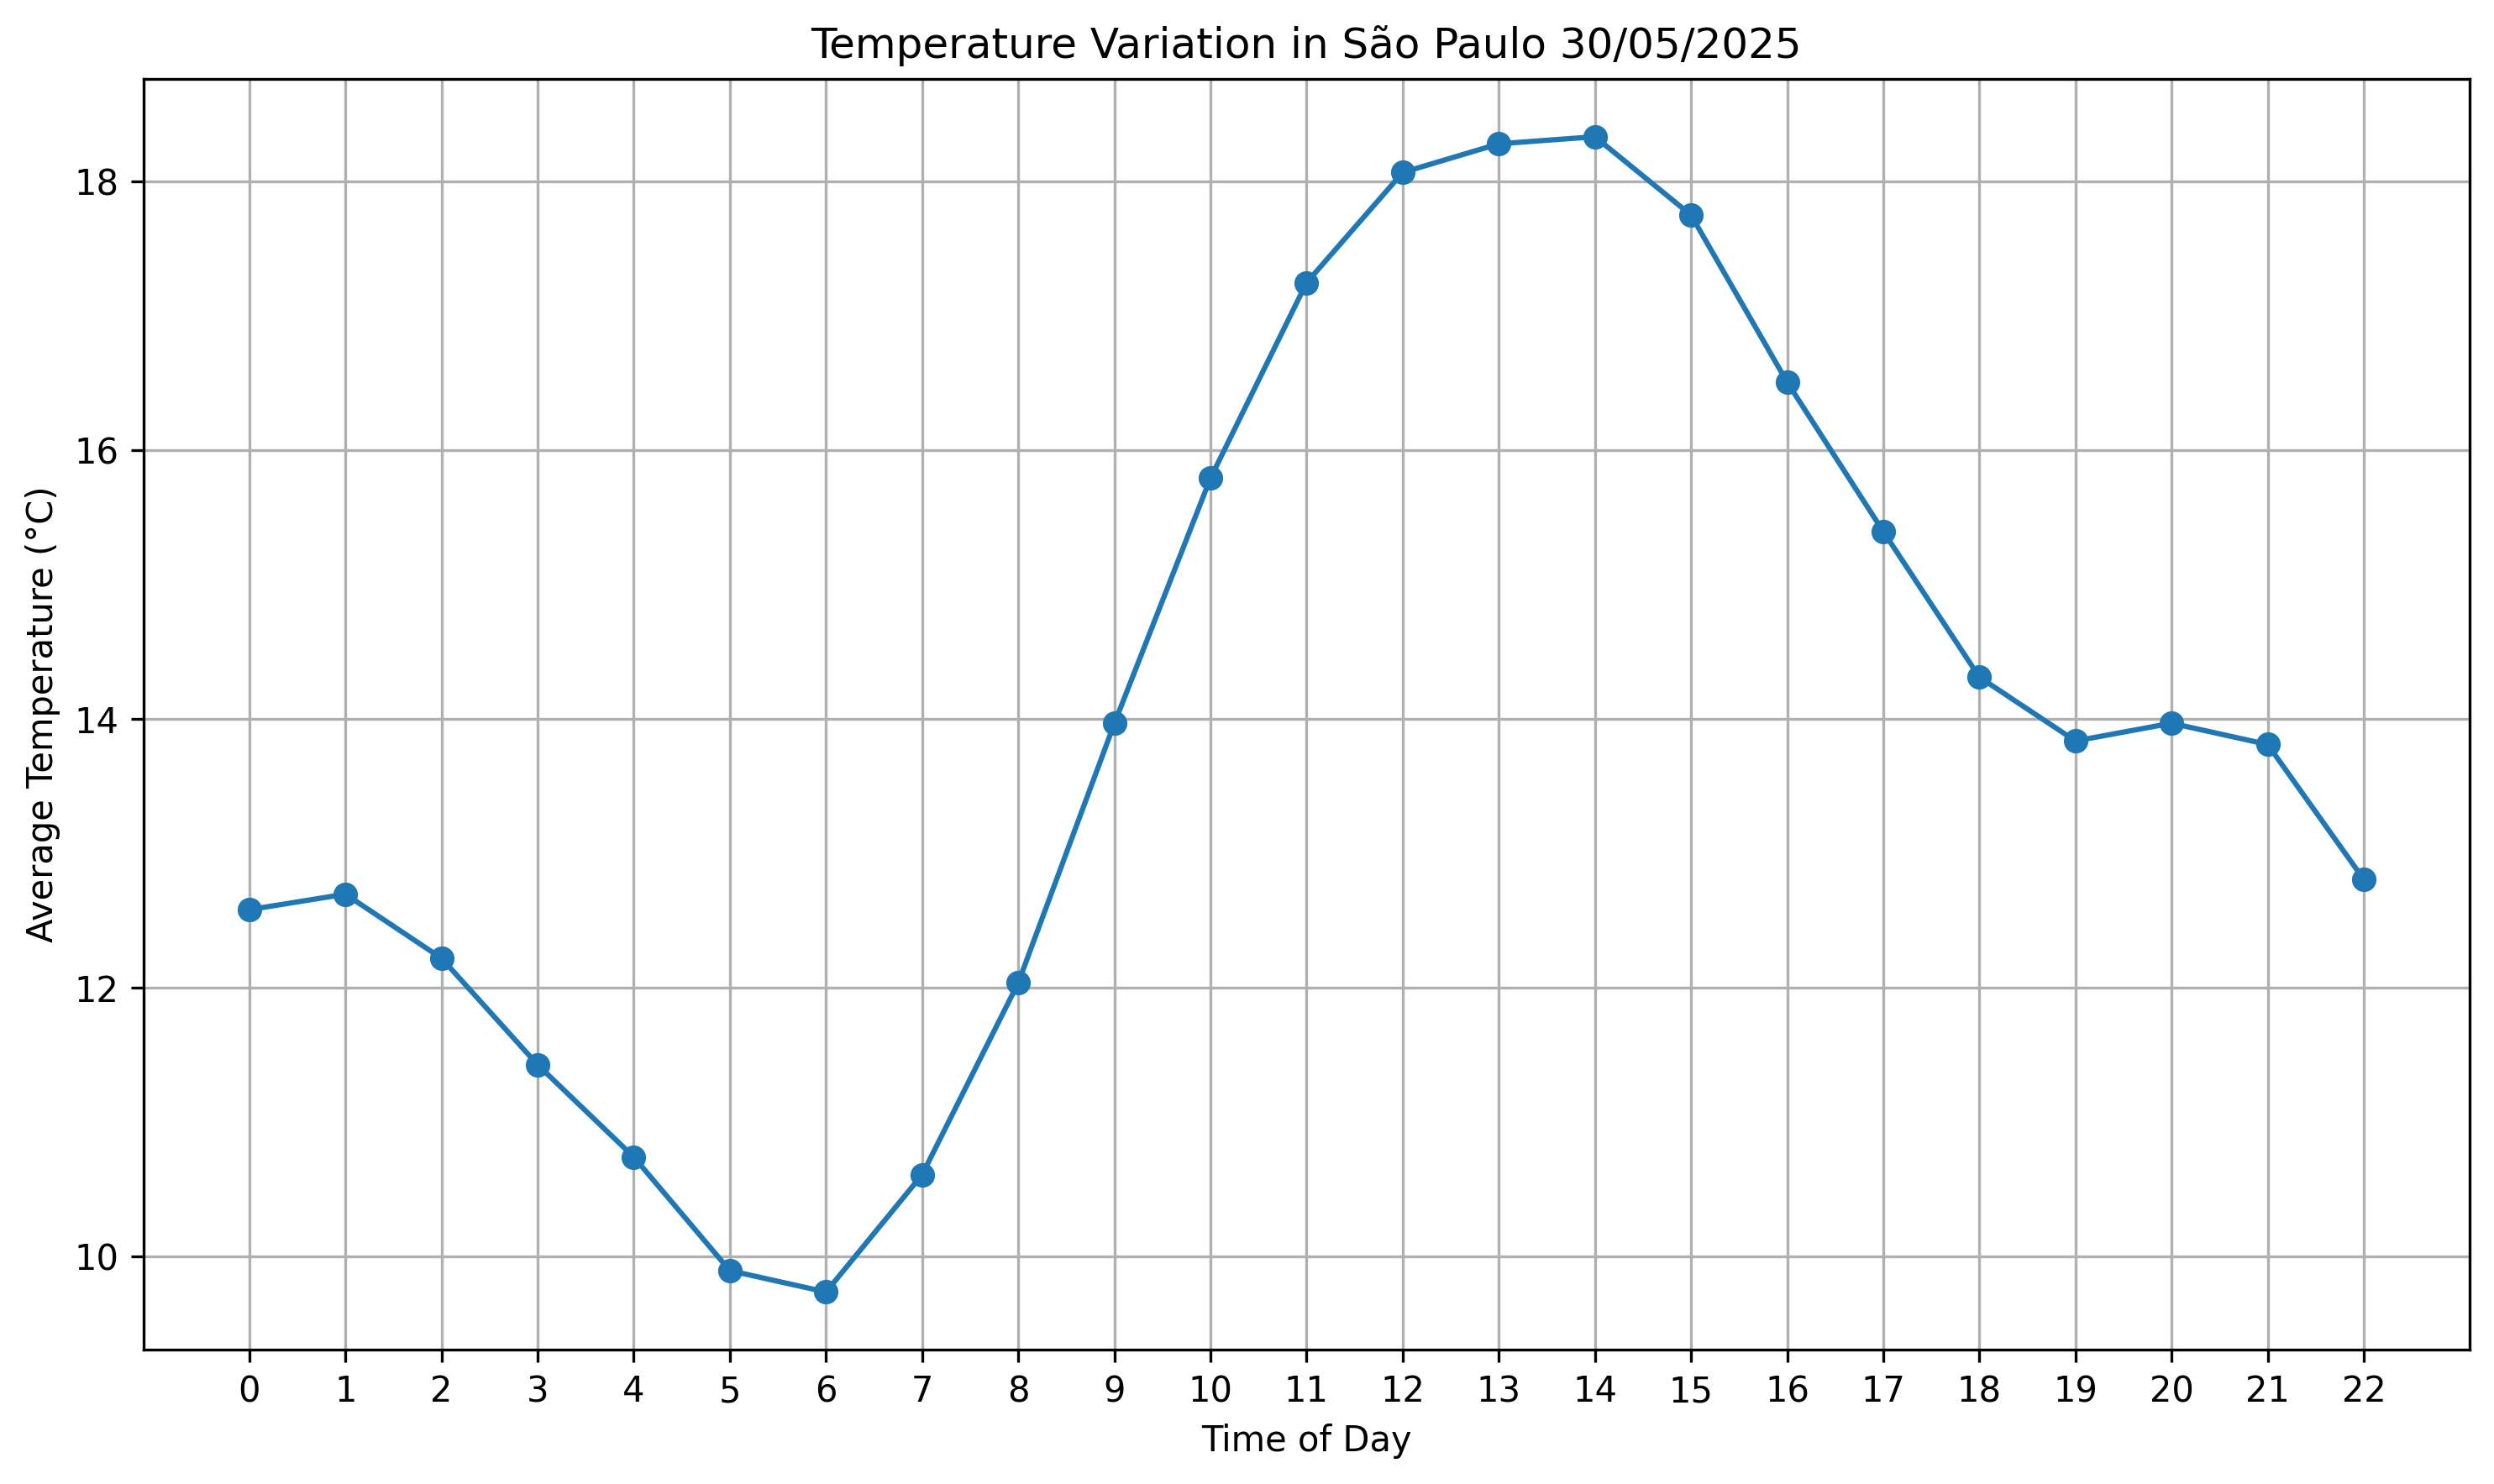 Temperature Variation in São Paulo 30/05/2025
Average Temperature (°C)
18
16
14
12
10
0 1 2 3 4 5 6 7 8 9 10 11 12 13 14 15 16 17 18 19 20 21 22
Time of Day